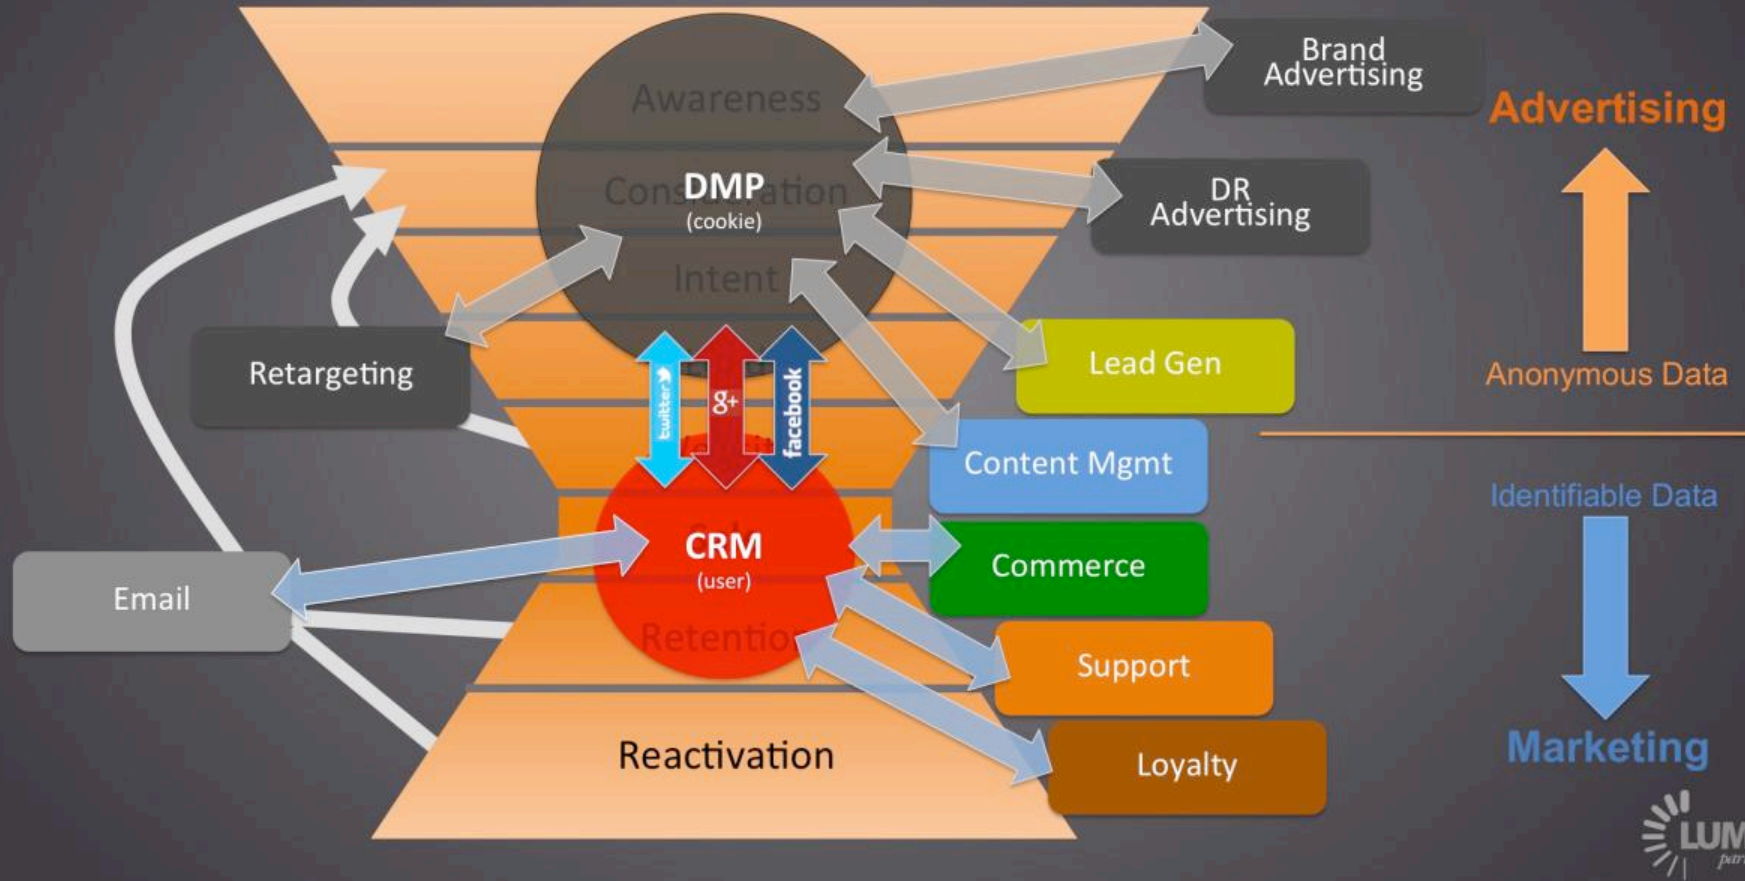 Awareness
Brand
Advertising
Advertising
Consideration
DMP
(cookie)
DR
Advertising
Intent
Retargeting
Lead Gen
Anonymous Data
twitter
g+
facebook
Content Mgmt
Identifiable Data
CRM
(user)
Commerce
Email
Retention
Support
Reactivation
Loyalty
Marketing